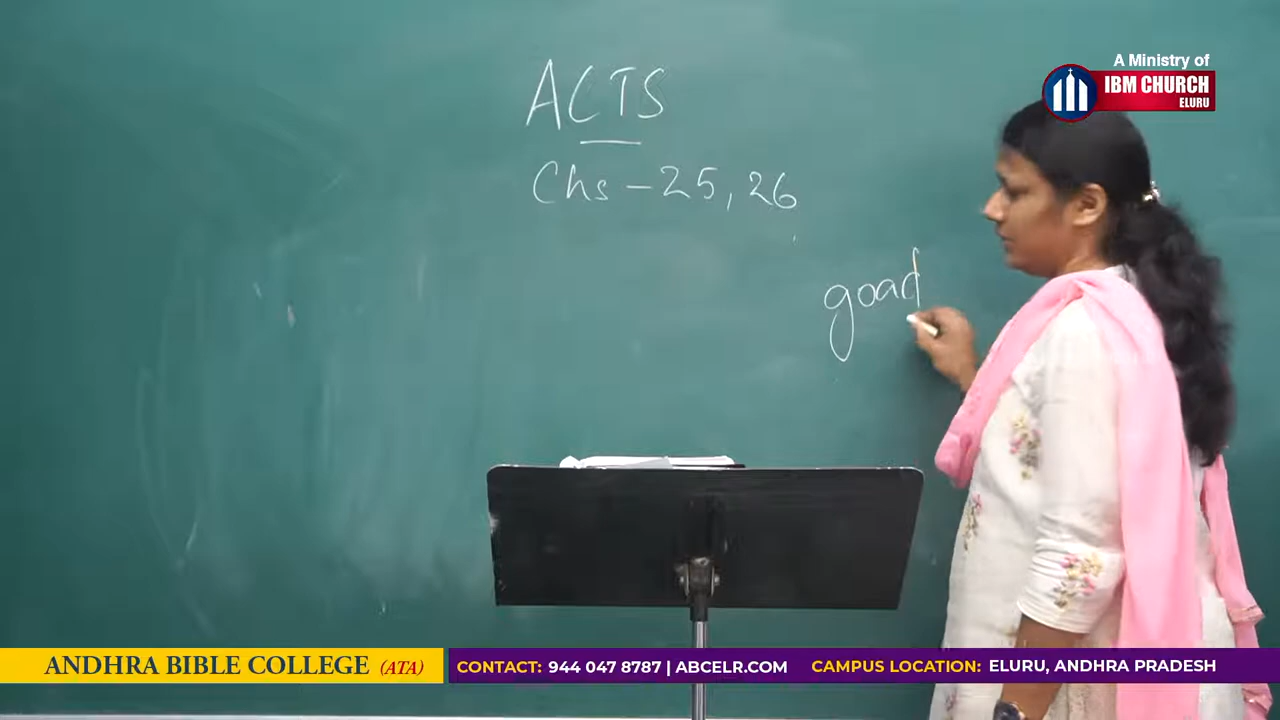 A Ministry of
IBM CHURCH
ELURU
ACTS
Chs - 25, 26
goad
ANDHRA BIBLE COLLEGE (ATA)
CONTACT: 944 047 8787 | ABCELR.COM CAMPUS LOCATION: ELURU, ANDHRA PRADESH